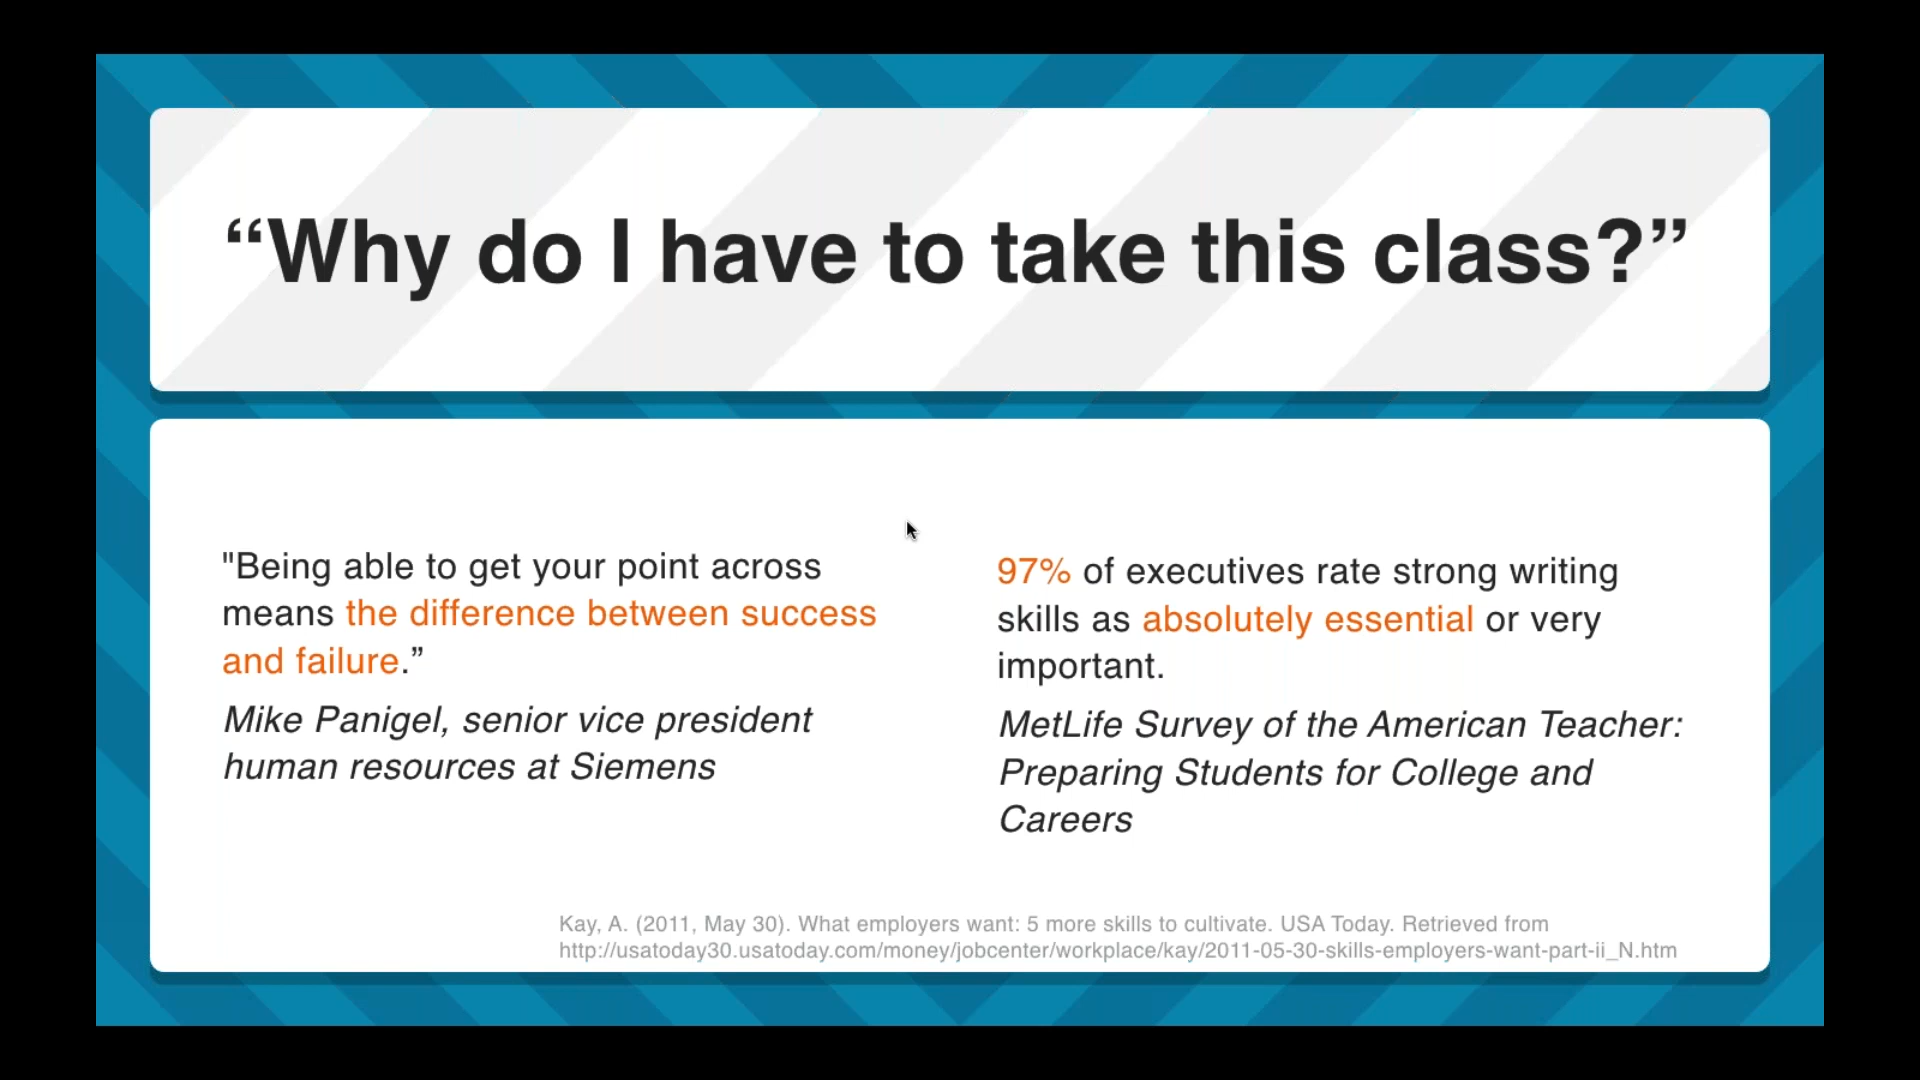 “Why do I have to take this class?”
"Being able to get your point across
means the difference between success
and failure.”
Mike Panigel, senior vice president
human resources at Siemens
97% of executives rate strong writing
skills as absolutely essential or very
important.
MetLife Survey of the American Teacher:
Preparing Students for College and
Careers
Kay, A. (2011, May 30). What employers want: 5 more skills to cultivate. USA Today. Retrieved from
http://usatoday30.usatoday.com/money/jobcenter/workplace/kay/2011-05-30-skills-employers-want-part-ii_N.htm